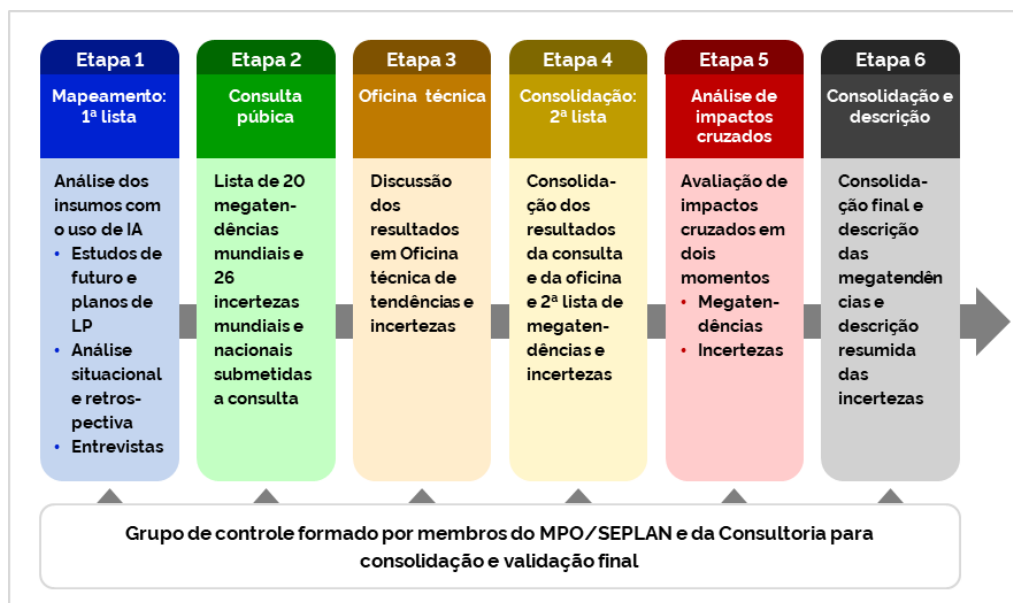 Etapa 1
Mapeamento:
1ª lista
Análise dos
insumos com
o uso de IA
• Estudos de
futuro e
planos de
LP
• Análise
situacional
e retros-
pectiva
• Entrevistas
Etapa 2
Consulta
púbica
Lista de 20
megaten-
dências
mundiais e
26
incertezas
mundiais e
nacionais
submetidas
a consulta
Etapa 3
Oficina técnica
Discussão
dos
resultados
em Oficina
técnica de
tendências e
incertezas
Etapa 4
Consolidação:
2ª lista
Consolida-
ção dos
resultados
da consulta
e da oficina
e 2ª lista de
megaten-
dências e
incertezas
Etapa 5
Análise de
impactos
cruzados
Avaliação de
impactos
cruzados em
dois
momentos
• Megaten-
dências
• Incertezas
Etapa 6
Consolidação e
descrição
Consolida-
ção final e
descrição
das
megatendên
cias e
descrição
resumida
das
incertezas
Grupo de controle formado por membros do MPO/SEPLAN e da Consultoria para
consolidação e validação final